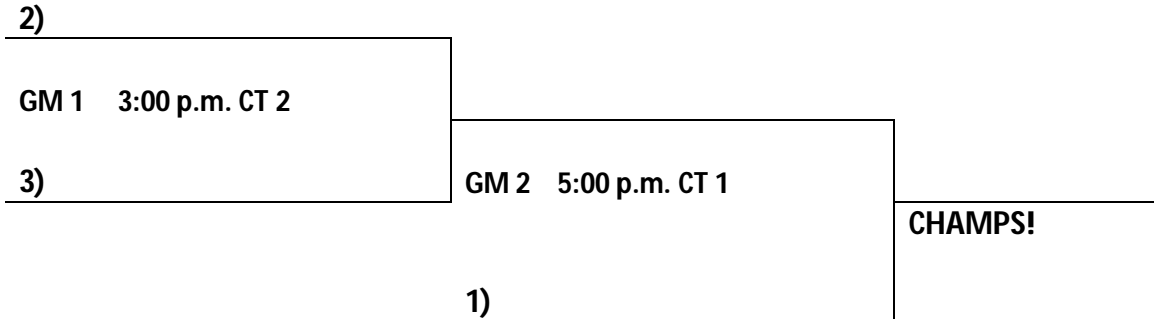 2)
GM 1 3:00 p.m. CT 2
3)
GM 2 5:00 p.m. CT 1
CHAMPS!
1)